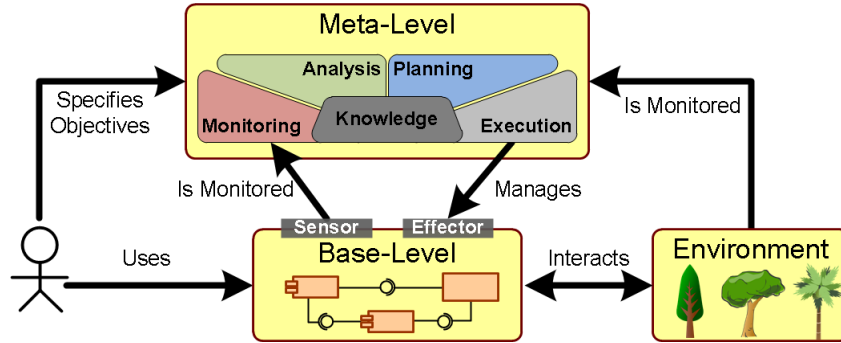 Meta-Level
Analysis
Planning
Specifies
Objectives
Monitoring
Knowledge
Execution
Is Monitored
Is Monitored
Manages
Sensor
Effector
Base-Level
Environment
Uses
Interacts